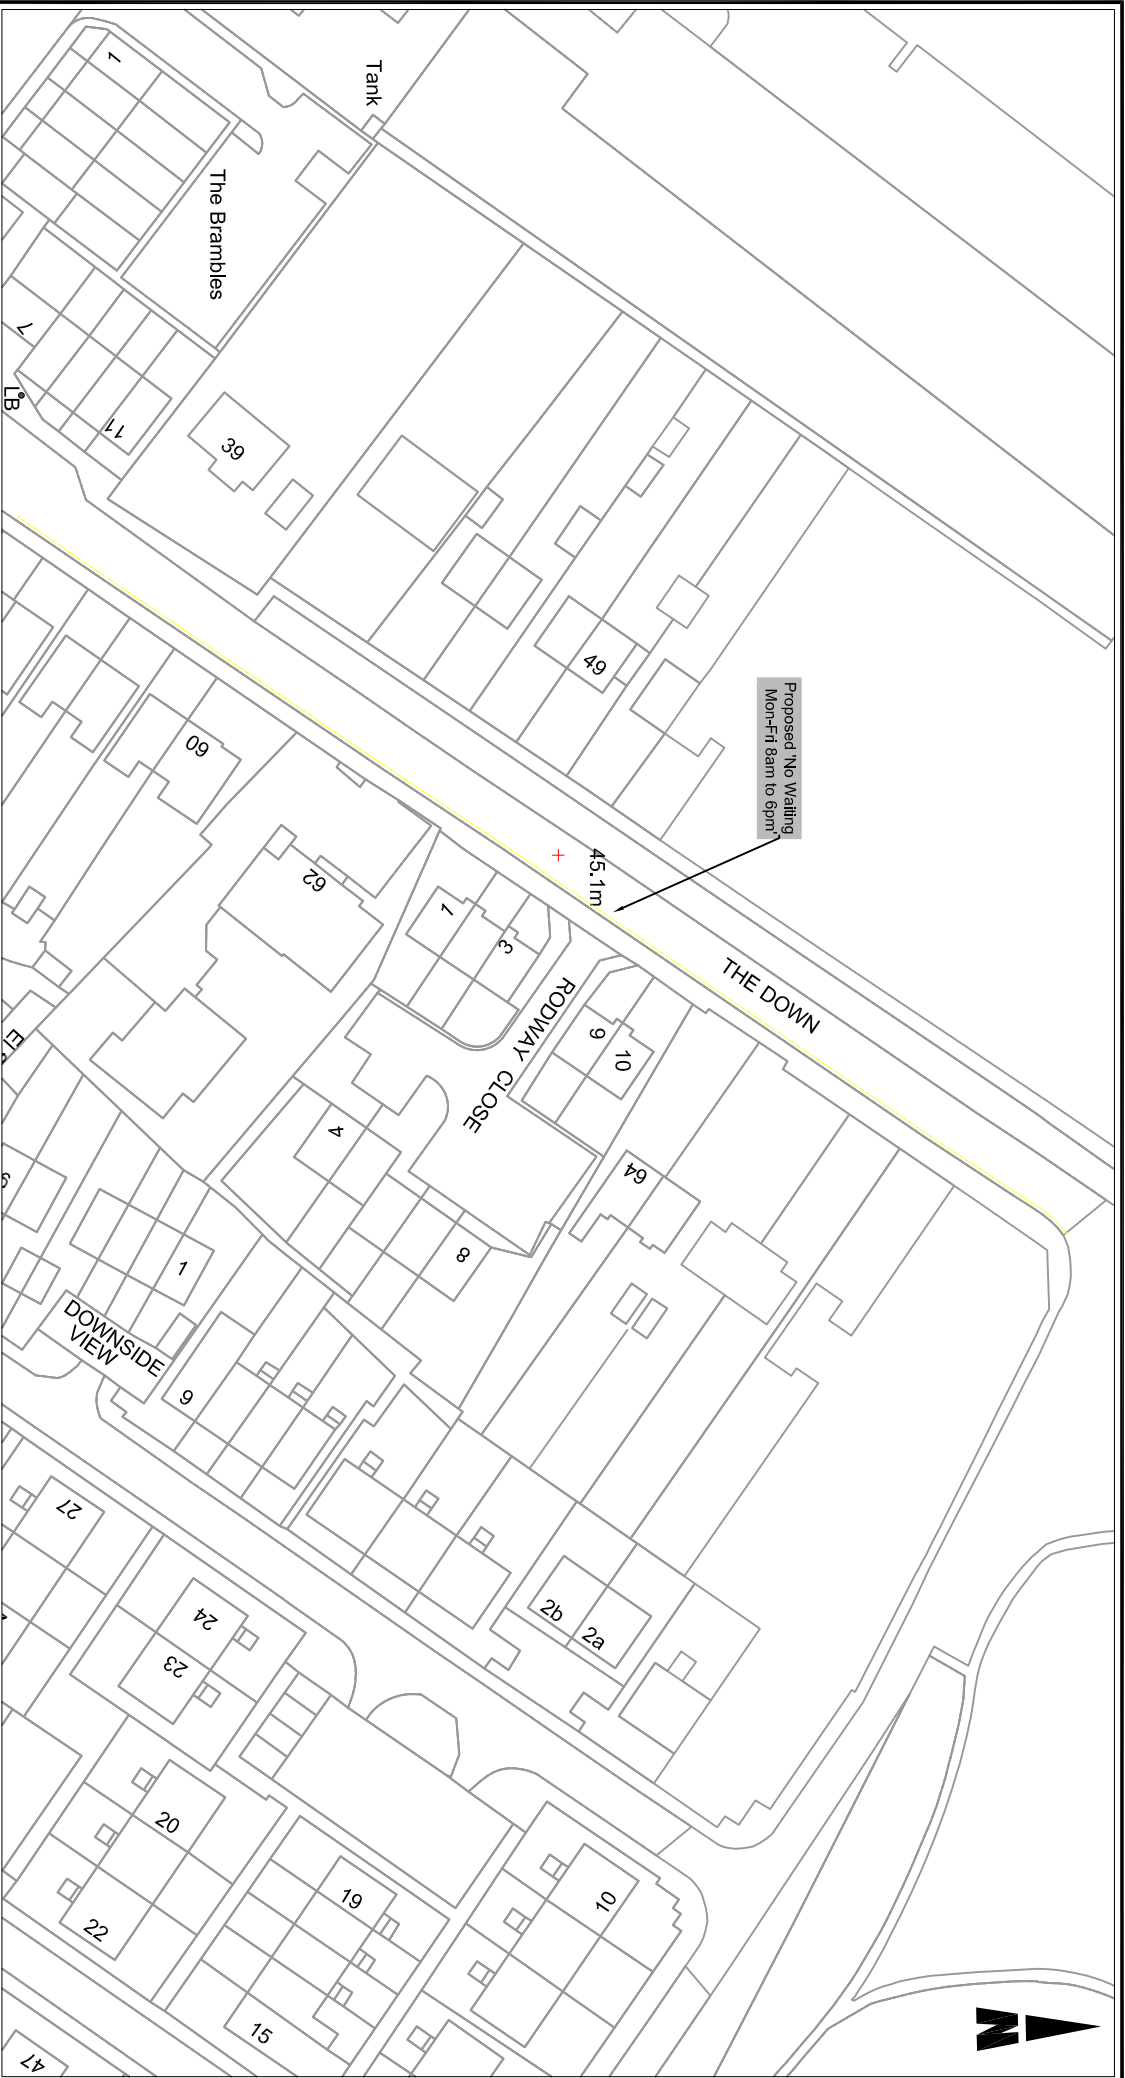 1
Tank
The Brambles
7
LB
11
39
49
Proposed 'No Waiting
Mon-Fri 8am to 6pm'
60
62
45.1m
1
3
THE DOWN
RODWAY CLOSE
9
10
4
64
8
1
DOWNSIDE
VIEW
9
27
24
23
2b
2a
20
22
19
15
10
47
N